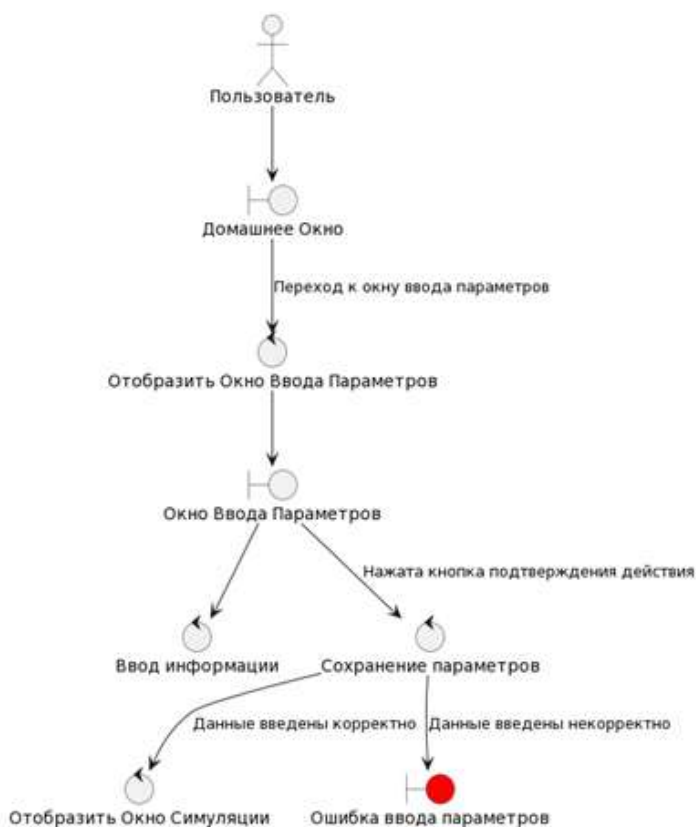 Пользователь
Домашнее Окно
Переход к окну ввода параметров
Отобразить Окно Ввода Параметров
Окно Ввода Параметров
Нажата кнопка подтверждения действия
Ввод информации
Сохранение параметров
Данные введены корректно
Данные введены некорректно
Отобразить Окно Симуляции
Ошибка ввода параметров